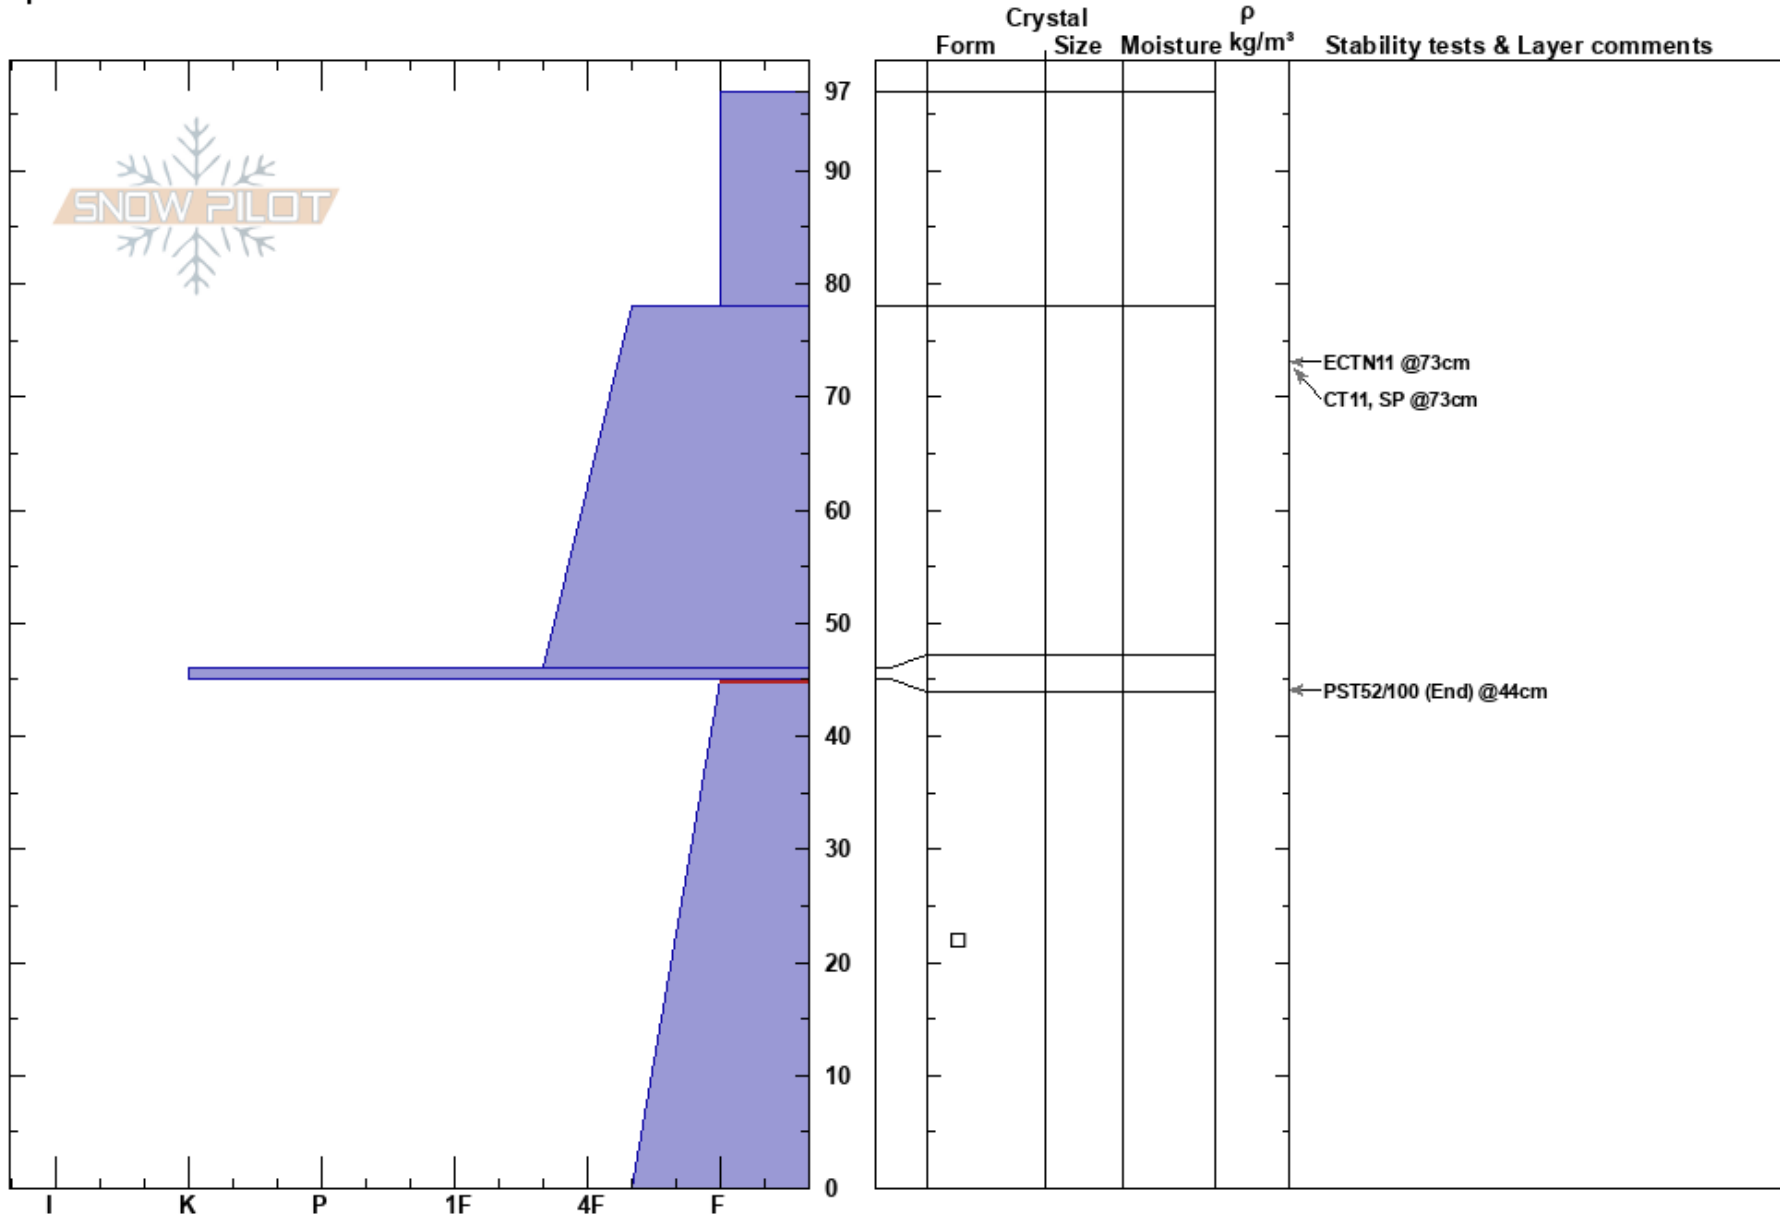 Crystal
ρ
Form
Size
Moisture
kg/m³
Stability tests & Layer comments
97
90
80
70
60
50
40
30
20
10
0
SNOW PILOT
ECTN11 @73cm
CT11, SP @73cm
PST52/100 (End) @44cm
I
K
P
1F
4F
F